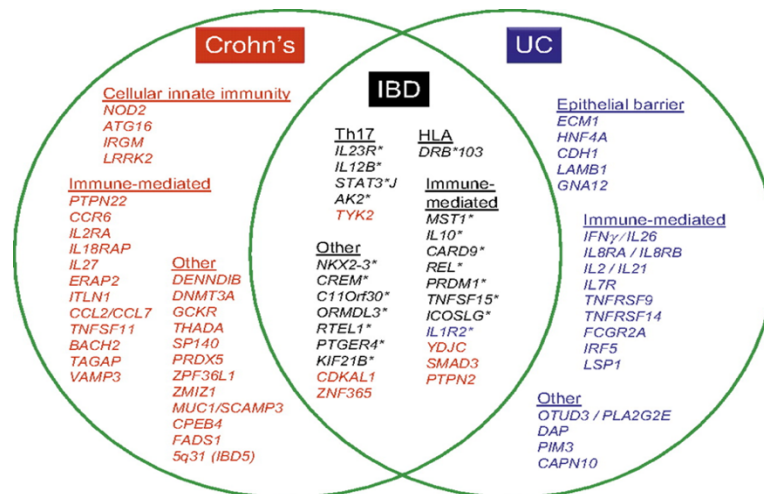 Crohn's
UC
IBD
Cellular innate immunity
NOD2
ATG16
IRGM
LRRK2
Immune-mediated
PTPN22
CCR6
IL2RA
IL18RAP
IL27
ERAP2
ITLN1
CCL2/CCL7
TNFSF11
BACH2
TAGAP
VAMP3
Other
DENNDIB
DNMT3A
GCKR
THADA
SP140
PRDX5
ZPF36L1
ZMIZ1
MUC1/SCAMP3
CPEB4
FADS1
5q31 (IBD5)
Th17
IL23R*
IL12B*
STAT3*J
AK2*
TYK2
Other
NKX2-3*
CREM*
C11Orf30*
ORMDL3*
RTEL1*
PTGER4*
KIF21B*
CDKAL1
ZNF365
HLA
DRB*103
Immune-
mediated
MST1*
IL10*
CARD9*
REL*
PRDM1*
TNFSF15*
ICOSLG*
IL1R2*
YDJC
SMAD3
PTPN2
Epithelial barrier
ECM1
HNF4A
CDH1
LAMB1
GNA12
Immune-mediated
IFNγ/IL26
IL8RA / IL8RB
IL2 / IL21
IL7R
TNFRSF9
TNFRSF14
FCGR2A
IRF5
LSP1
Other
OTUD3 / PLA2G2E
DAP
PIM3
CAPN10